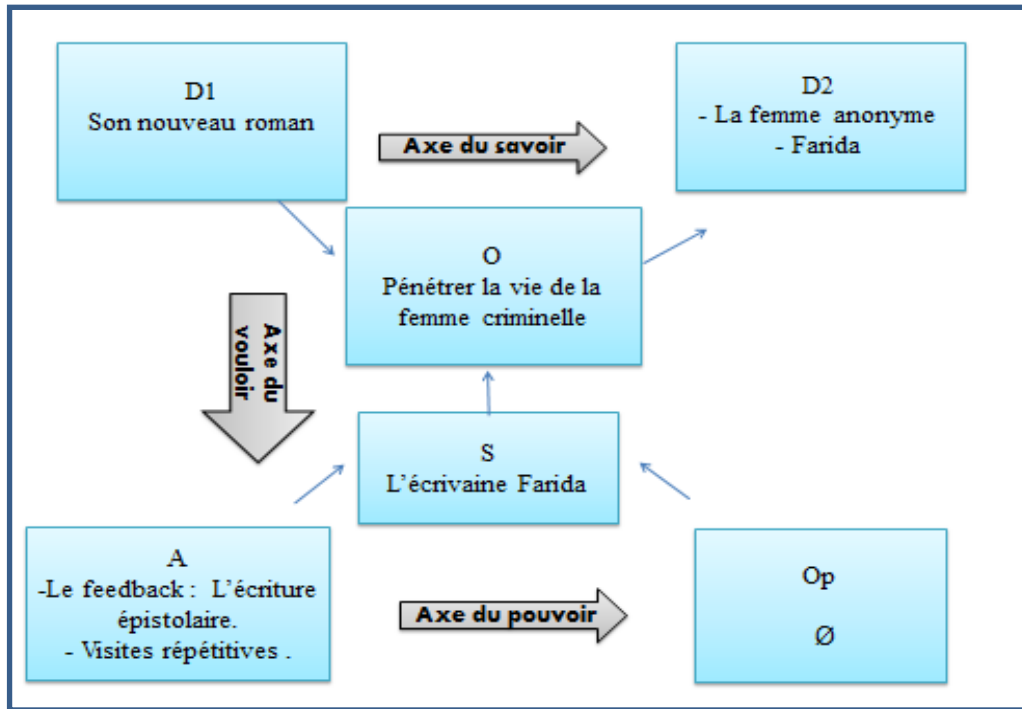 D1
Son nouveau roman
Axe du savoir
D2
- La femme anonyme
- Farida
O
Pénétrer la vie de la
femme criminelle
Axe du
vouloir
S
L'écrivaine Farida
A
-Le feedback : L'écriture
épistolaire.
- Visites répétitives .
Axe du pouvoir
Op
Ø